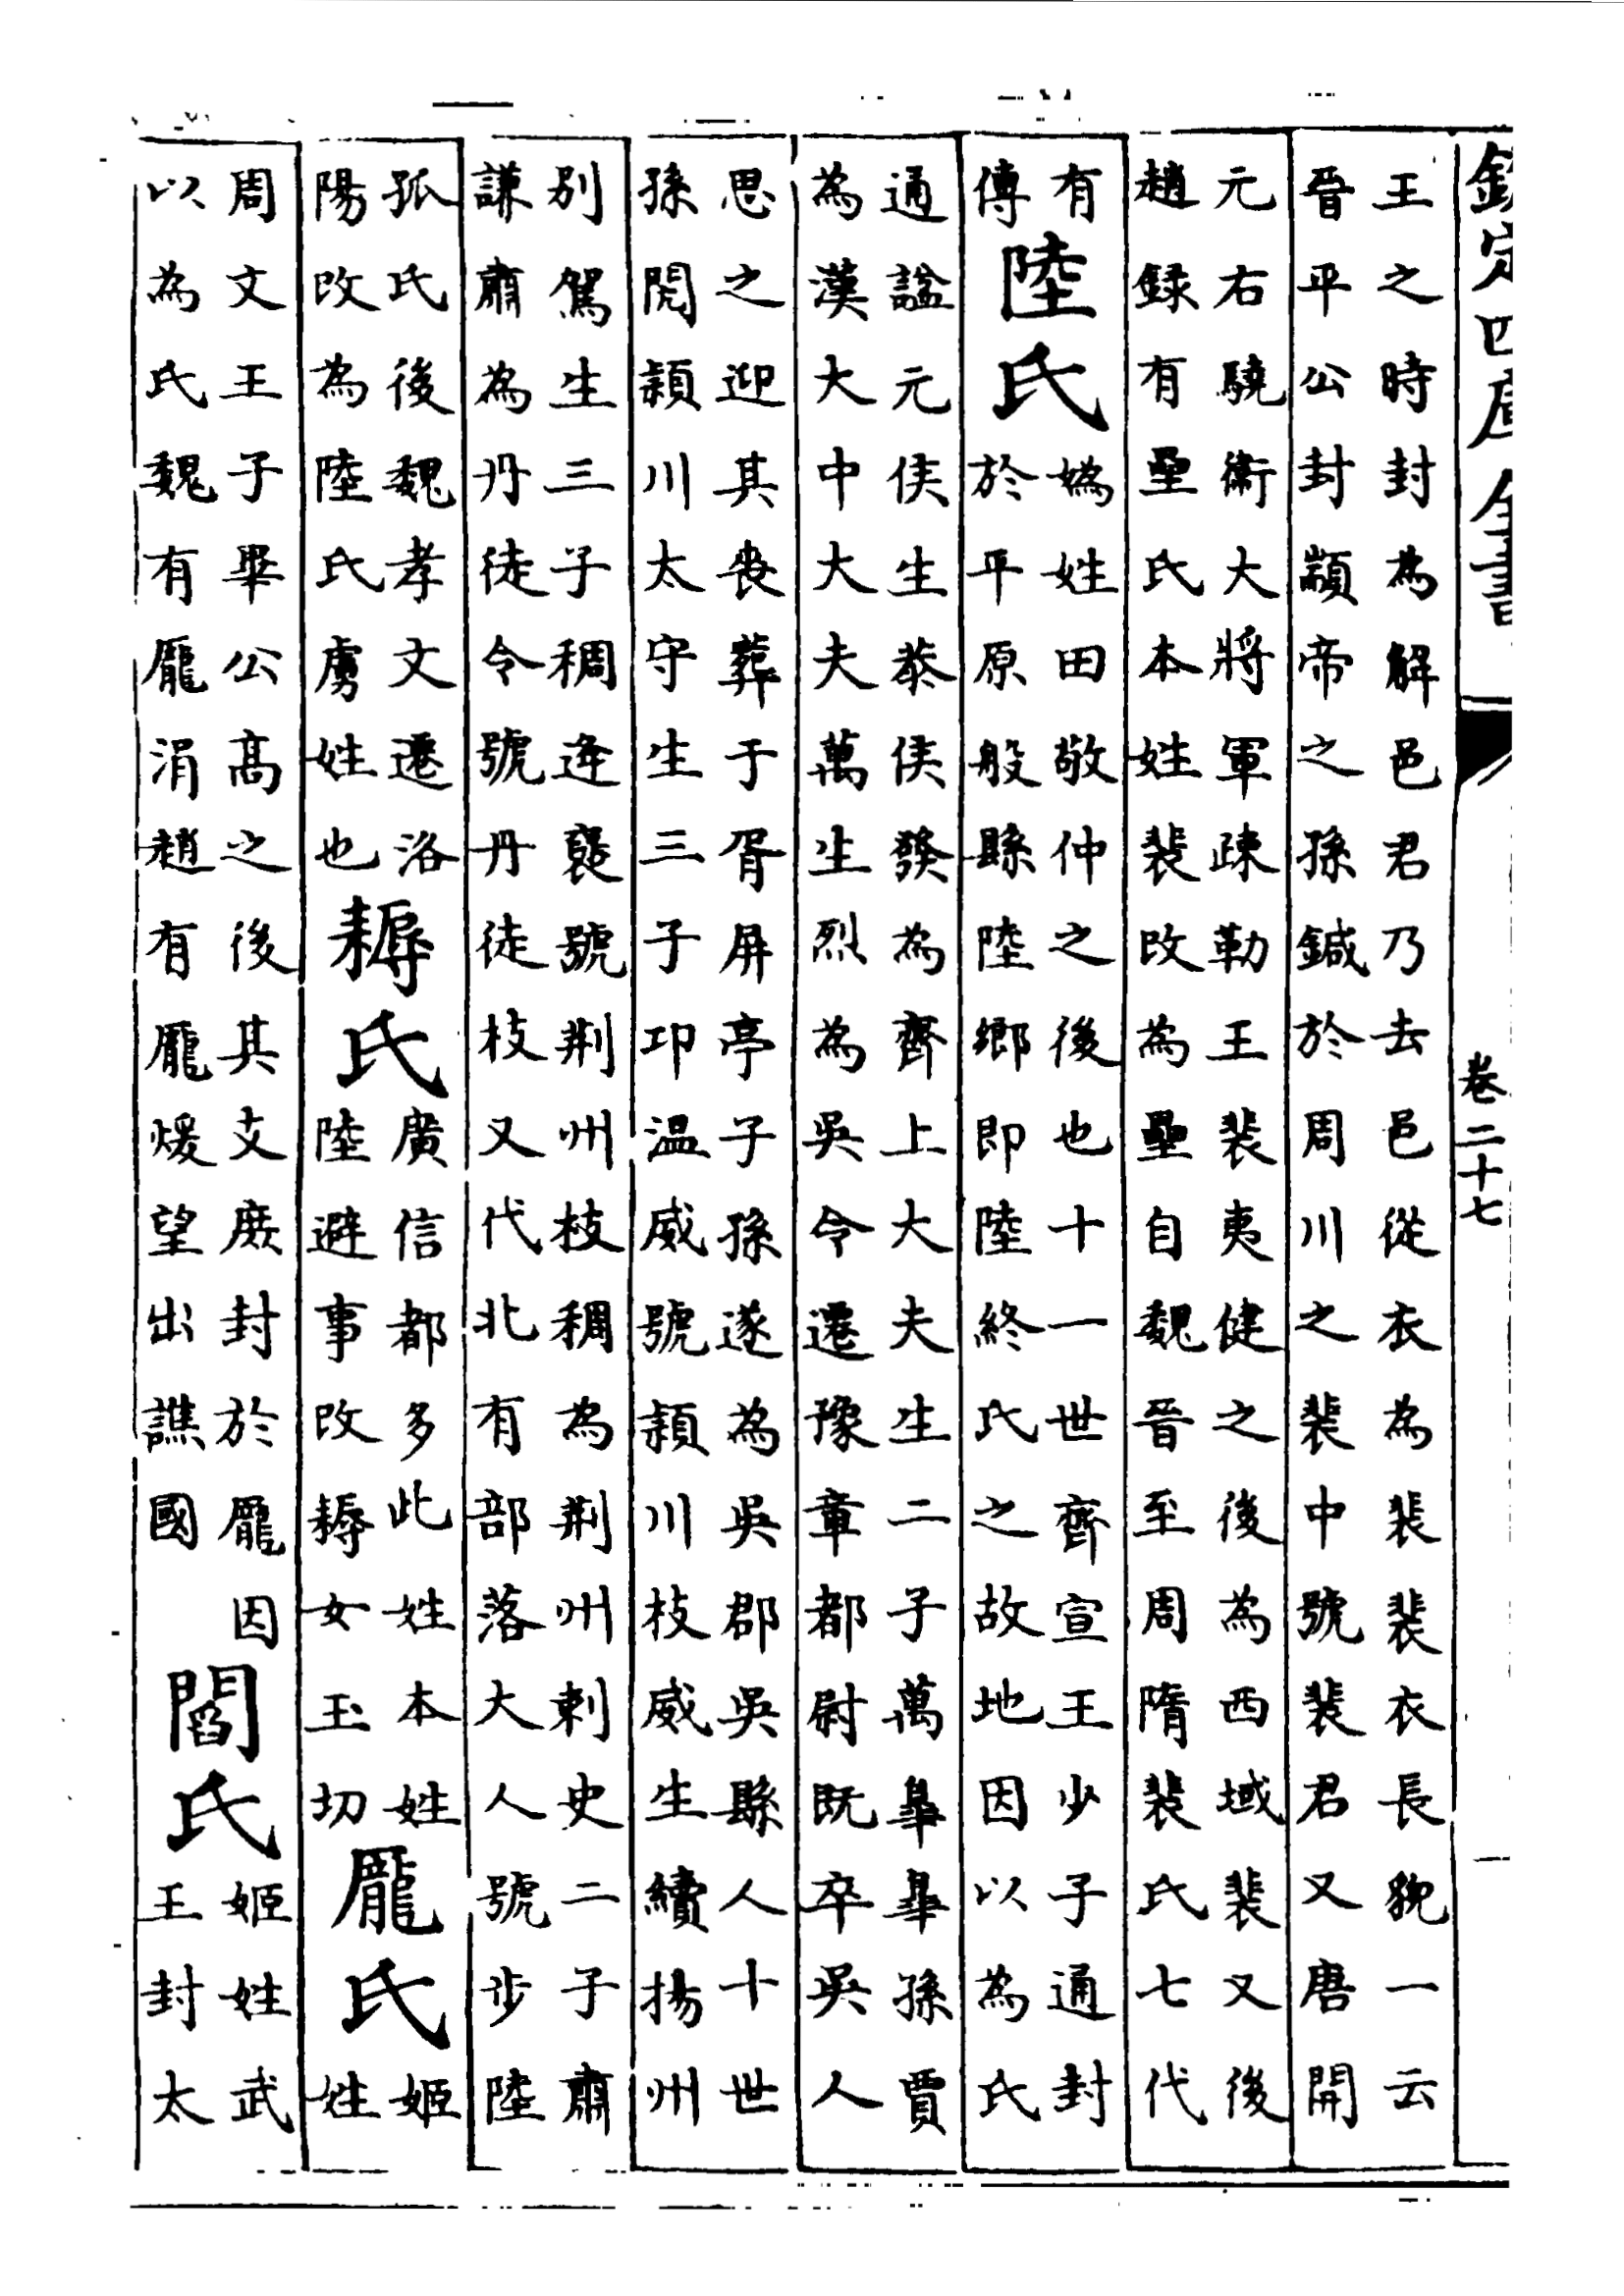 欽定四庫全書
卷二十七
王之時封為解邑君乃去邑從衣為裴裴衣長貌一云
晉平公封顓帝之孫鍼於周川之裴中號裴君又唐開
元右驍衛大將軍疎勒王裴夷健之後為西域裴又後
趙録有壘氏本姓裴改為壘自魏晉至周隋裴氏七代
有
傳
陸氏
媯姓田敬仲之後也十一世齊宣王少子通封
於平原般縣陸鄉即陸終氏之故地因以為氏
通諡元侯生恭侯發為齊上大夫生二子萬臯臯孫賈
為漢大中大夫萬生烈為吳令遷豫章都尉既卒吳人
思之迎其喪葬于胥屏亭子孫遂為吳郡吳縣人十世
孫閎潁川太守生三子卬温威號潁川枝威生續揚州
别駕生三子稠逄襃號荆州枝稠為荆州刺史二子肅
謙肅為丹徒令號丹徒枝又代北有部落大人號步陸
孤氏後魏孝文遷洛
陽改為陸氏虜姓也
耨氏
廣信都多此姓本姓
陸避事改耨女玉切
龎氏
姬
姓
周文王子畢公高之後其支庶封於龎因
以為氏魏有龎涓趙有龎煖望出譙國
閻氏
姬姓武
王封太